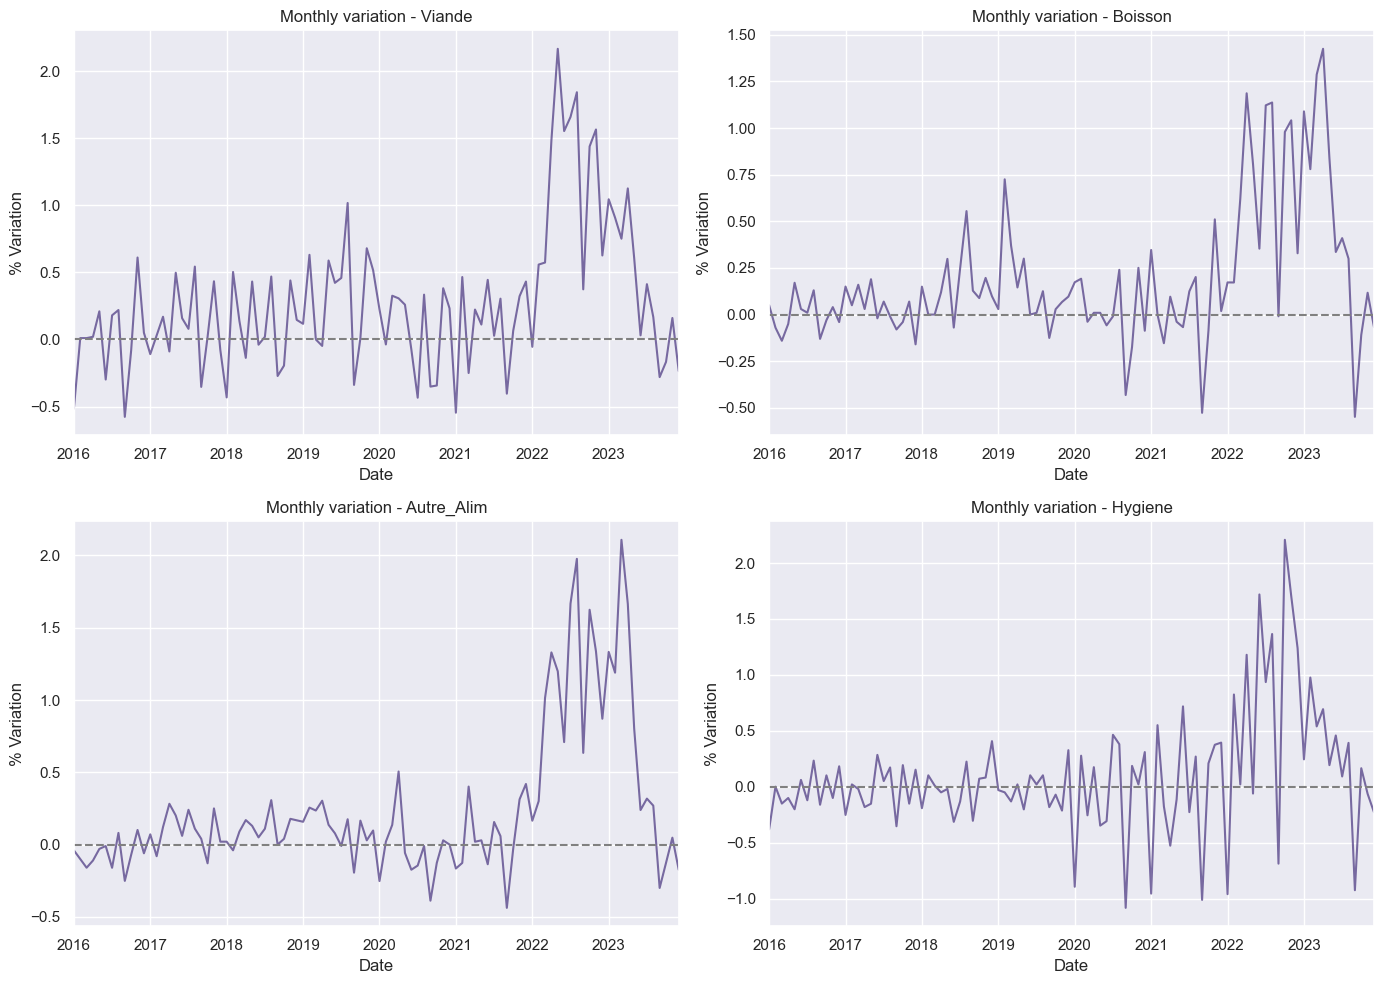 Monthly variation - Viande
2.0
1.5
1.0
0.5
0.0
−0.5
% Variation
2016 2017 2018 2019 2020 2021 2022 2023
Date
Monthly variation - Boisson
1.50
1.25
1.00
0.75
0.50
0.25
0.00
−0.25
−0.50
% Variation
2016 2017 2018 2019 2020 2021 2022 2023
Date
Monthly variation - Autre_Alim
2.0
1.5
1.0
0.5
0.0
−0.5
% Variation
2016 2017 2018 2019 2020 2021 2022 2023
Date
Monthly variation - Hygiene
2.0
1.5
1.0
0.5
0.0
−0.5
−1.0
% Variation
2016 2017 2018 2019 2020 2021 2022 2023
Date